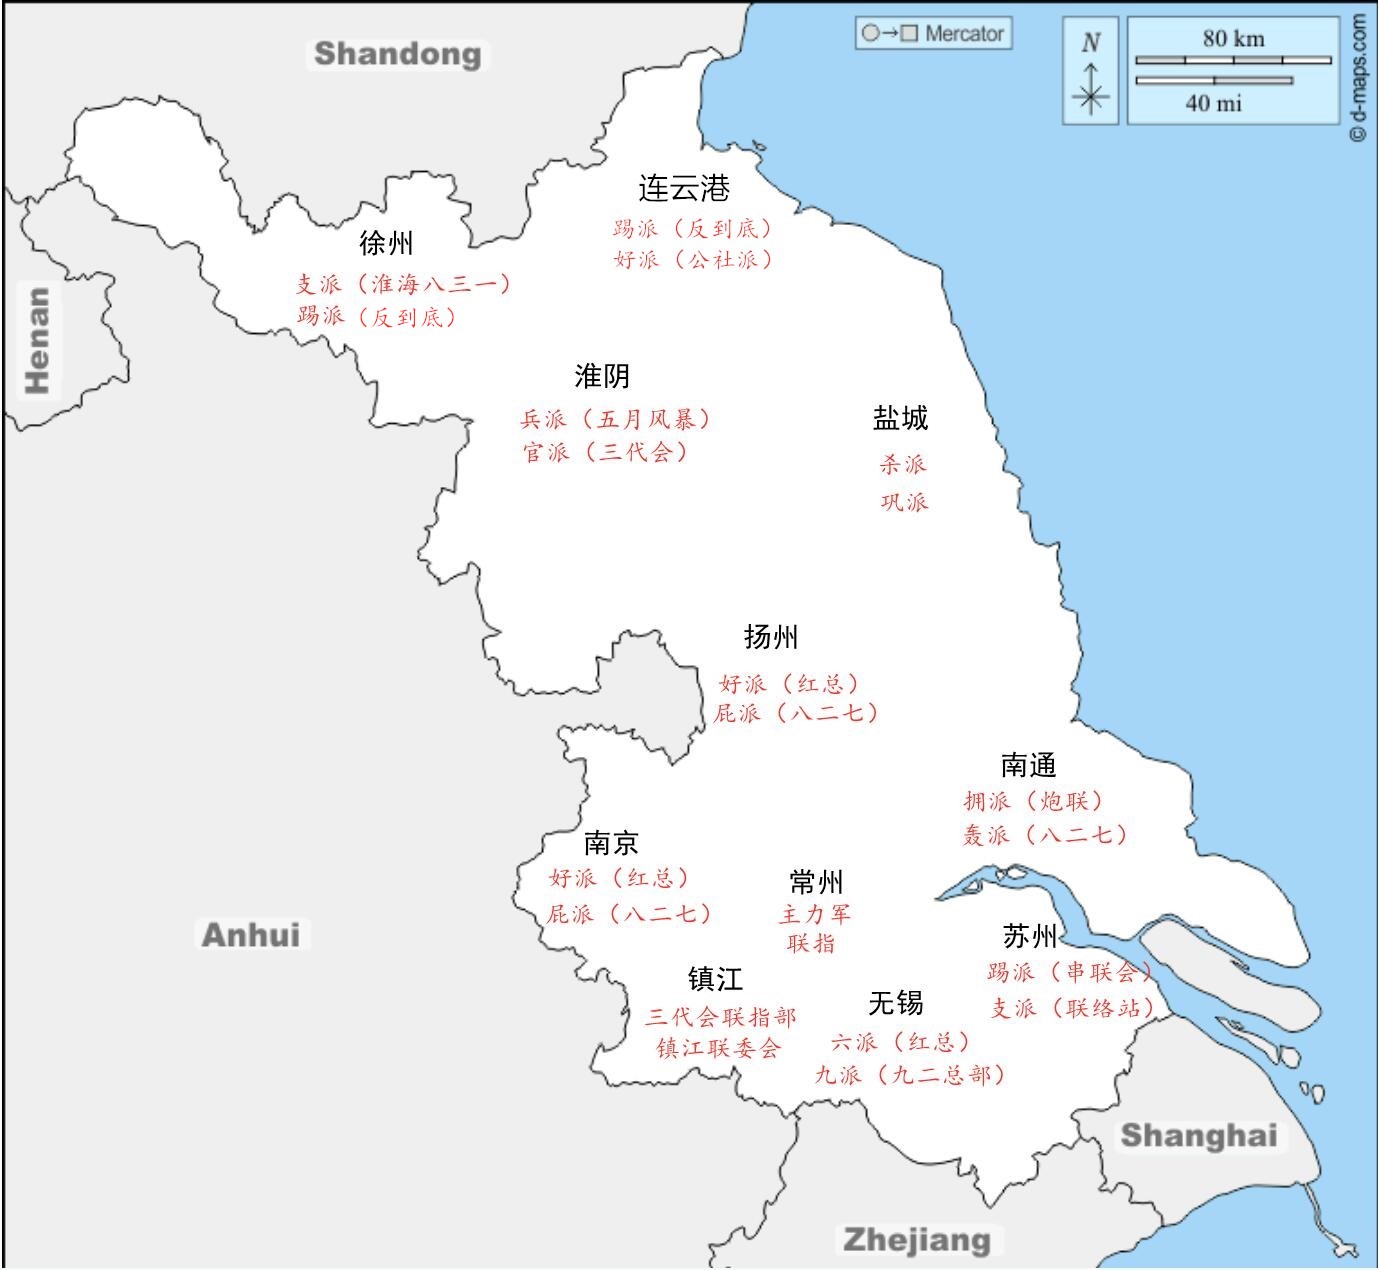 Shandong
Mercator
N
80 km
40 mi
© d-maps.com
连云港
踢派（反到底）
好派（公社派）
徐州
支派（淮海八三一）
踢派（反到底）
Henan
淮阴
兵派（五月风暴）
官派（三代会）
盐城
杀派
巩派
扬州
好派（红总）
屁派（八二七）
南通
拥派（炮联）
轰派（八二七）
南京
好派（红总）
屁派（八二七）
常州
主力军
联指
Anhui
苏州
踢派（串联会）
支派（联络站）
镇江
三代会联指部
镇江联委会
无锡
六派（红总）
九派（九二总部）
Shanghai
Zhejiang